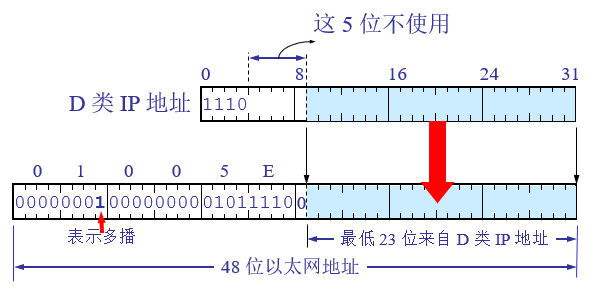 这 5 位不使用
0 8 16 24 31
D 类 IP 地址 1110
0 1 0 0 5 E
00000001 00000000 01011110 0
表示多播
最低 23 位来自 D 类 IP 地址
48 位以太网地址